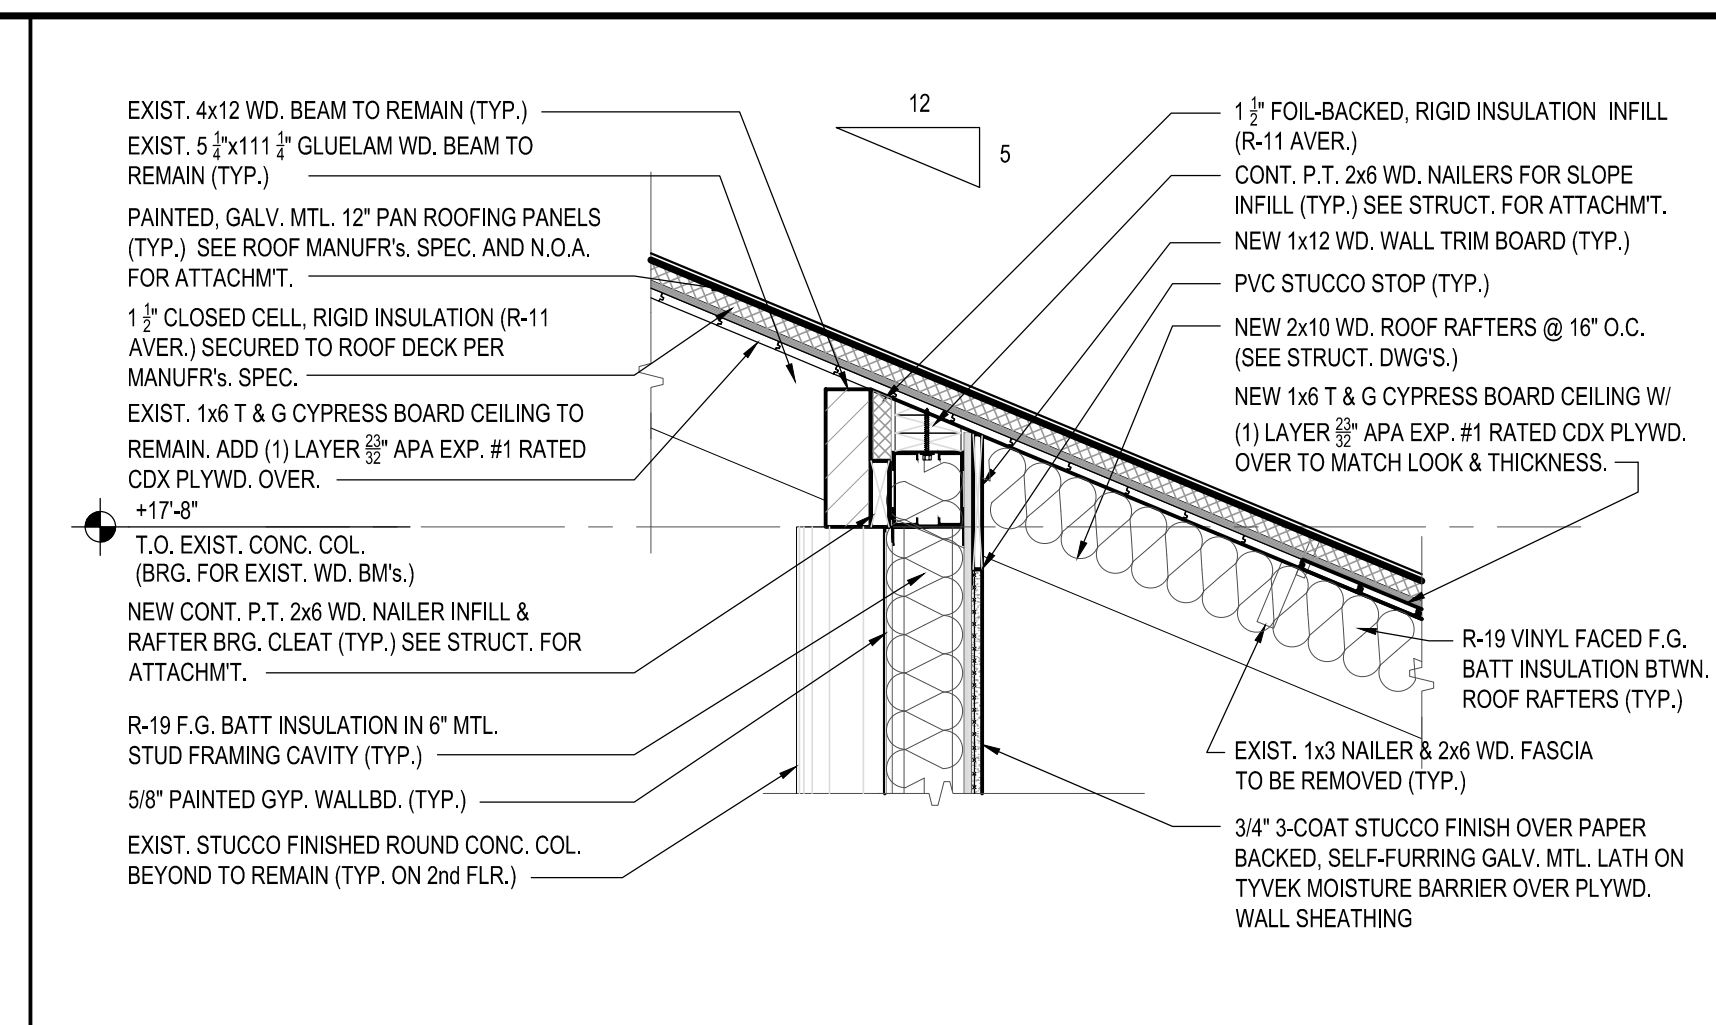 EXIST. 4x12 WD. BEAM TO REMAIN (TYP.)
EXIST. 5 1/4"x111 1/4" GLUELAM WD. BEAM TO
REMAIN (TYP.)
PAINTED, GALV. MTL. 12" PAN ROOFING PANELS
(TYP.) SEE ROOF MANUFR's. SPEC. AND N.O.A.
FOR ATTACHM'T.
1 1/2" CLOSED CELL, RIGID INSULATION (R-11
AVER.) SECURED TO ROOF DECK PER
MANUFR's. SPEC.
EXIST. 1x6 T & G CYPRESS BOARD CEILING TO
REMAIN. ADD (1) LAYER 23/32" APA EXP. #1 RATED
CDX PLYWD. OVER.
+17'-8"
T.O. EXIST. CONC. COL.
(BRG. FOR EXIST. WD. BM's.)
NEW CONT. P.T. 2x6 WD. NAILER INFILL &
RAFTER BRG. CLEAT (TYP.) SEE STRUCT. FOR
ATTACHM'T.
R-19 F.G. BATT INSULATION IN 6" MTL.
STUD FRAMING CAVITY (TYP.)
5/8" PAINTED GYP. WALLBD. (TYP.)
EXIST. STUCCO FINISHED ROUND CONC. COL.
BEYOND TO REMAIN (TYP. ON 2nd FLR.)
12
5
1 1/2" FOIL-BACKED, RIGID INSULATION INFILL
(R-11 AVER.)
CONT. P.T. 2x6 WD. NAILERS FOR SLOPE
INFILL (TYP.) SEE STRUCT. FOR ATTACHM'T.
NEW 1x12 WD. WALL TRIM BOARD (TYP.)
PVC STUCCO STOP (TYP.)
NEW 2x10 WD. ROOF RAFTERS @ 16" O.C.
(SEE STRUCT. DWG'S.)
NEW 1x6 T & G CYPRESS BOARD CEILING W/
(1) LAYER 23/32" APA EXP. #1 RATED CDX PLYWD.
OVER TO MATCH LOOK & THICKNESS.
R-19 VINYL FACED F.G.
BATT INSULATION BTWN.
ROOF RAFTERS (TYP.)
EXIST. 1x3 NAILER & 2x6 WD. FASCIA
TO BE REMOVED (TYP.)
3/4" 3-COAT STUCCO FINISH OVER PAPER
BACKED, SELF-FURRING GALV. MTL. LATH ON
TYVEK MOISTURE BARRIER OVER PLYWD.
WALL SHEATHING